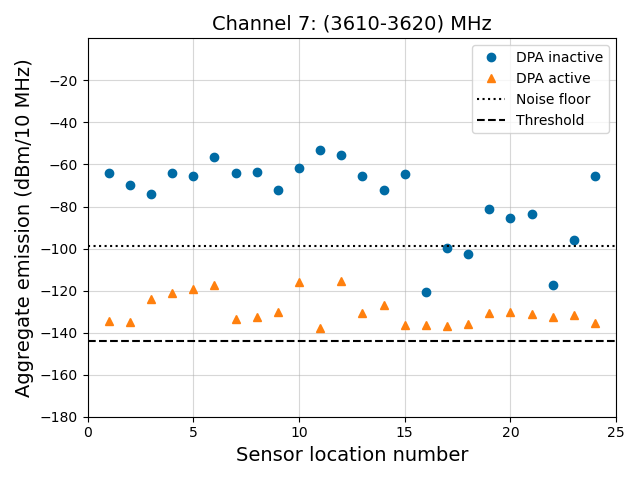 Channel 7: (3610-3620) MHz
DPA inactive
DPA active
Noise floor
Threshold
Aggregate emission (dBm/10 MHz)
−20
−40
−60
−80
−100
−120
−140
−160
−180
0 5 10 15 20 25
Sensor location number